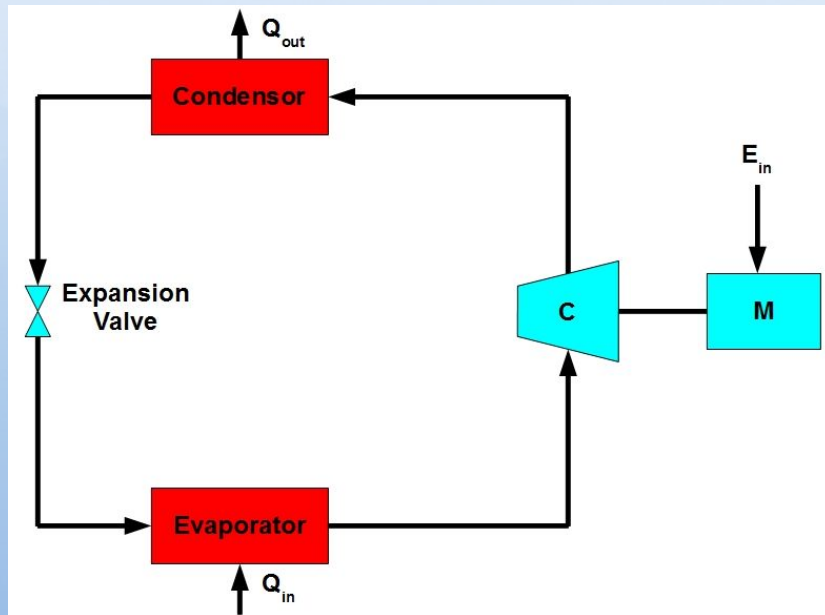 Q_out
Condensor
E_in
Expansion
Valve
C
M
Evaporator
Q_in